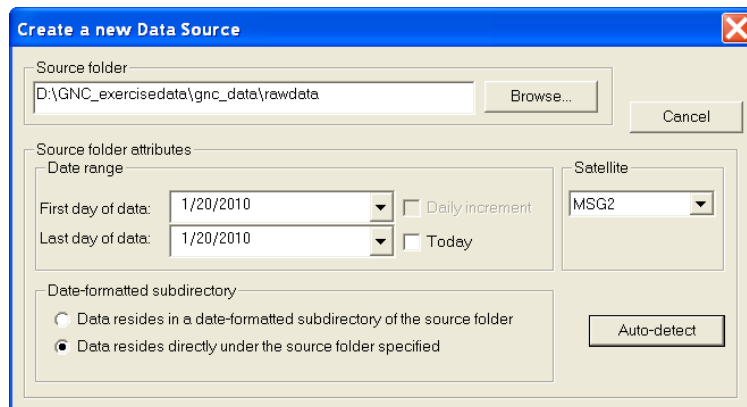 Create a new Data Source
Source folder
D:\GNC_exercisedata\gnc_data\rawdata
Browse...
Cancel
Source folder attributes
Date range
Satellite
First day of data: 1/20/2010 Daily increment
MSG2
Last day of data: 1/20/2010 Today
Date-formatted subdirectory
Data resides in a date-formatted subdirectory of the source folder
Auto-detect
Data resides directly under the source folder specified